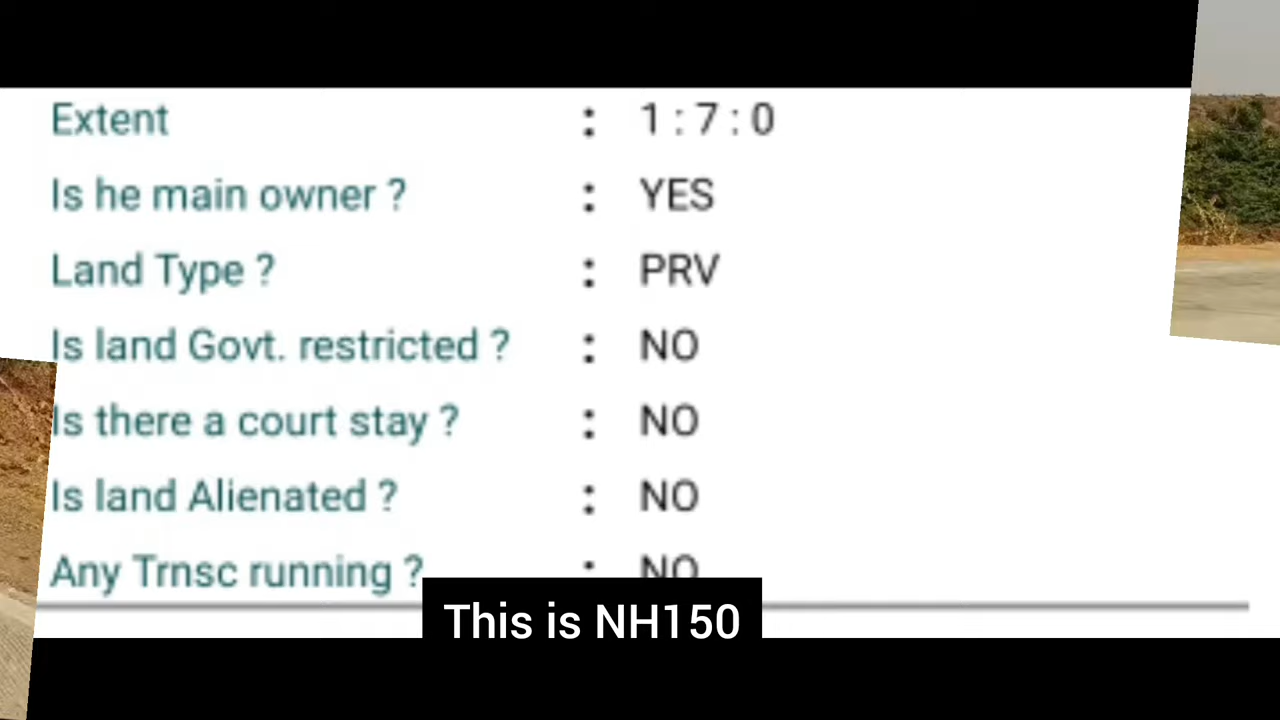 Extent : 1 : 7 : 0
Is he main owner ? : YES
Land Type ? : PRV
Is land Govt. restricted ? : NO
Is there a court stay ? : NO
Is land Alienated ? : NO
Any Trnsc running ? : NO
This is NH150